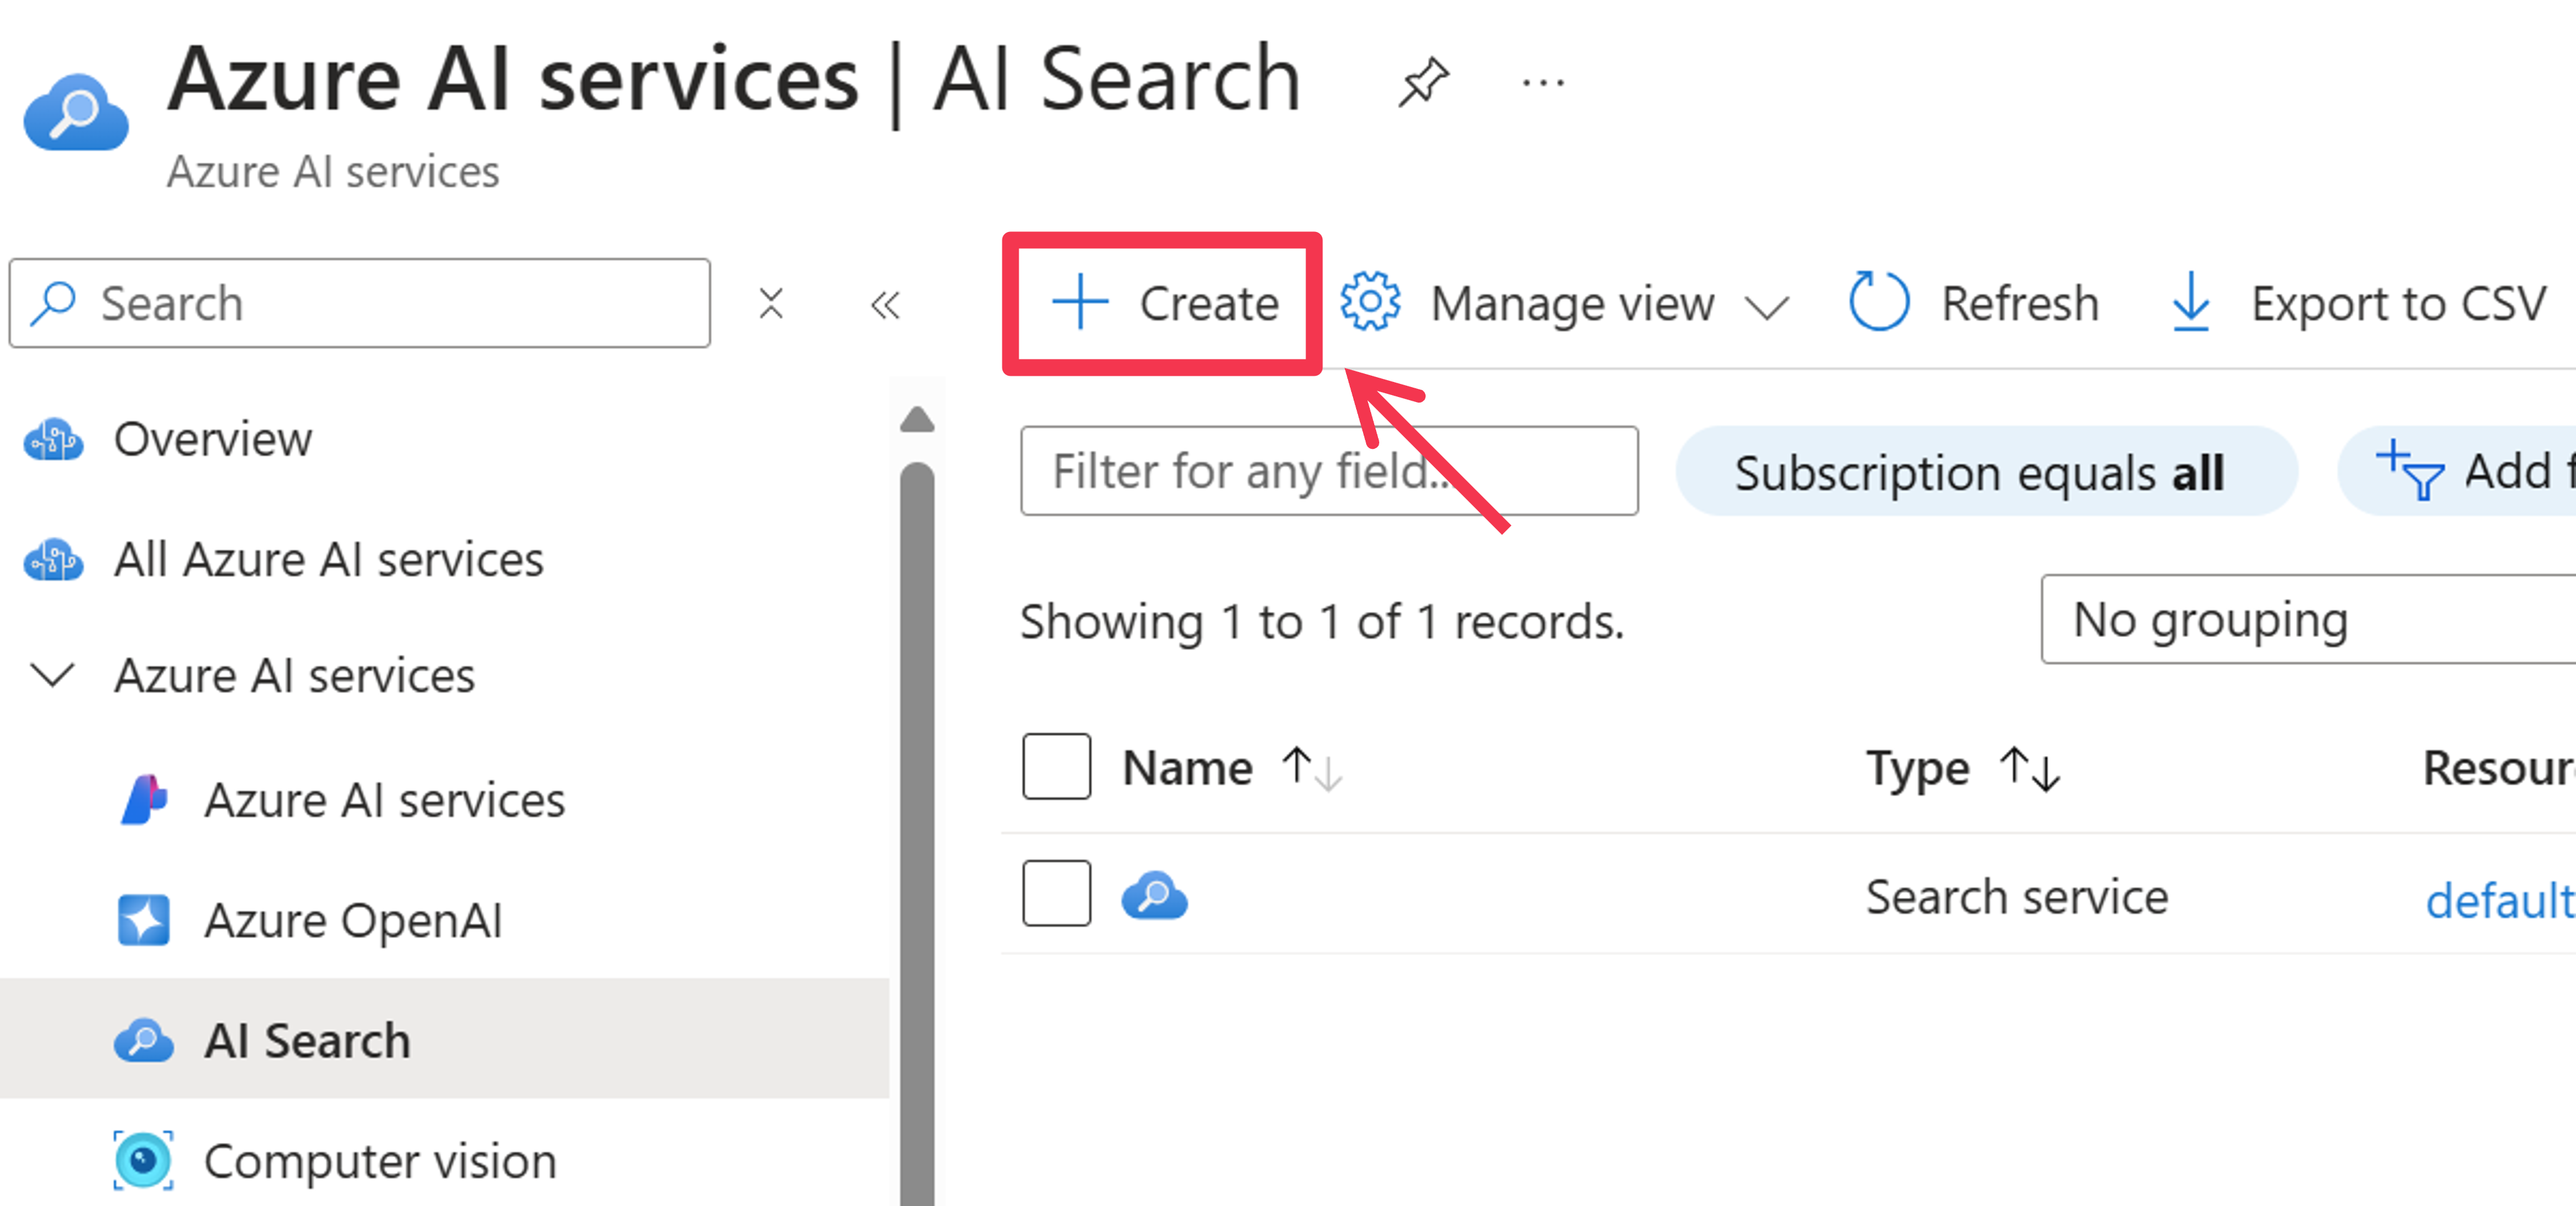 Azure AI services | AI Search ...
Azure AI services
Search
Create
Manage view
Refresh
Export to CSV
Overview
All Azure AI services
Azure AI services
Azure AI services
Azure OpenAI
AI Search
Computer vision
Filter for any field...
Subscription equals all
Add f
Showing 1 to 1 of 1 records.
No grouping
Name
Type
Resour
Search service
default